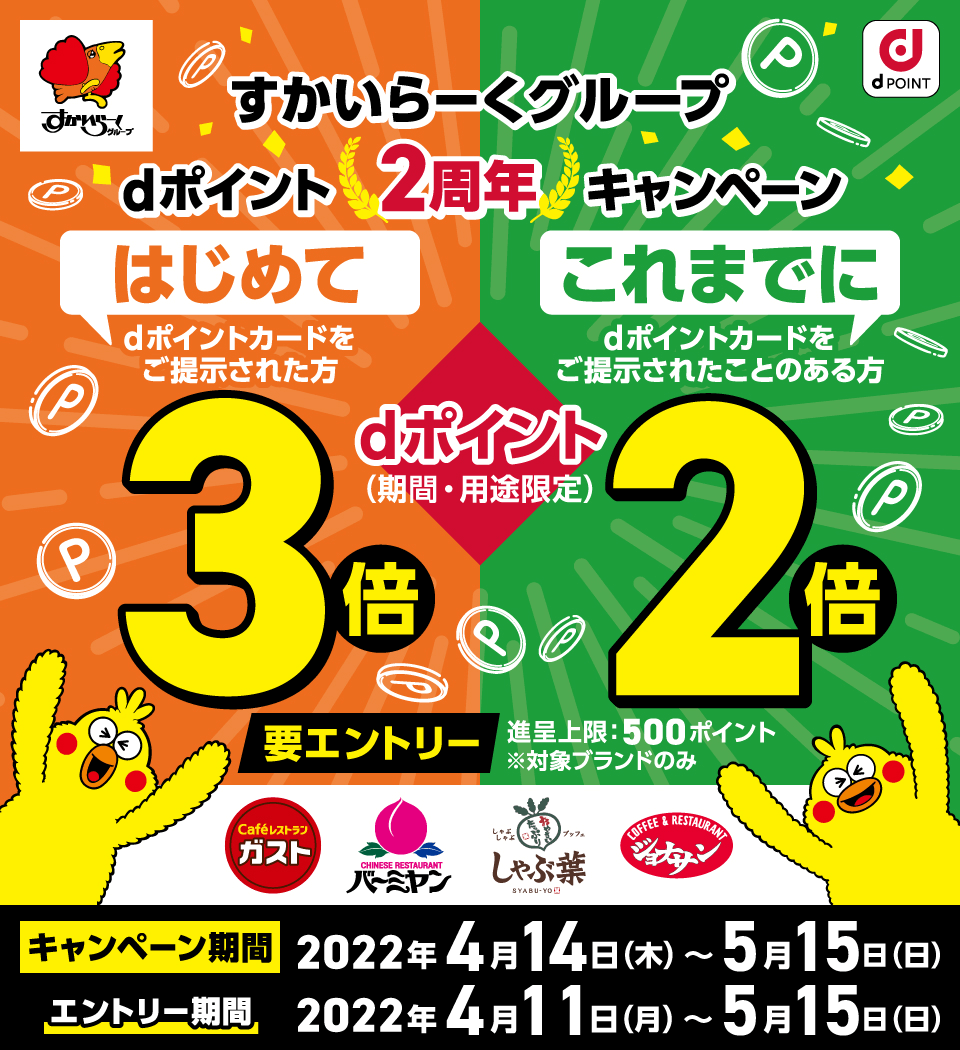 すかいらーく
グループ
d POINT
すかいらーくグループ
dポイント 2周年 キャンペーン
はじめて
dポイントカードを
ご提示された方
これまでに
dポイントカードを
ご提示されたことのある方
dポイント
(期間・用途限定)
3倍
2倍
要エントリー
進呈上限:500ポイント
※対象ブランドのみ
Caféレストラン
ガスト
CHINESE RESTAURANT
バーミヤン
しゃぶしゃぶ ブッフェ
しゃぶ葉
SYABU-YO
COFFEE & RESTAURANT
ジョナサン
キャンペーン期間 2022年4月14日(木)~5月15日(日)
エントリー期間 2022年4月11日(月)~5月15日(日)